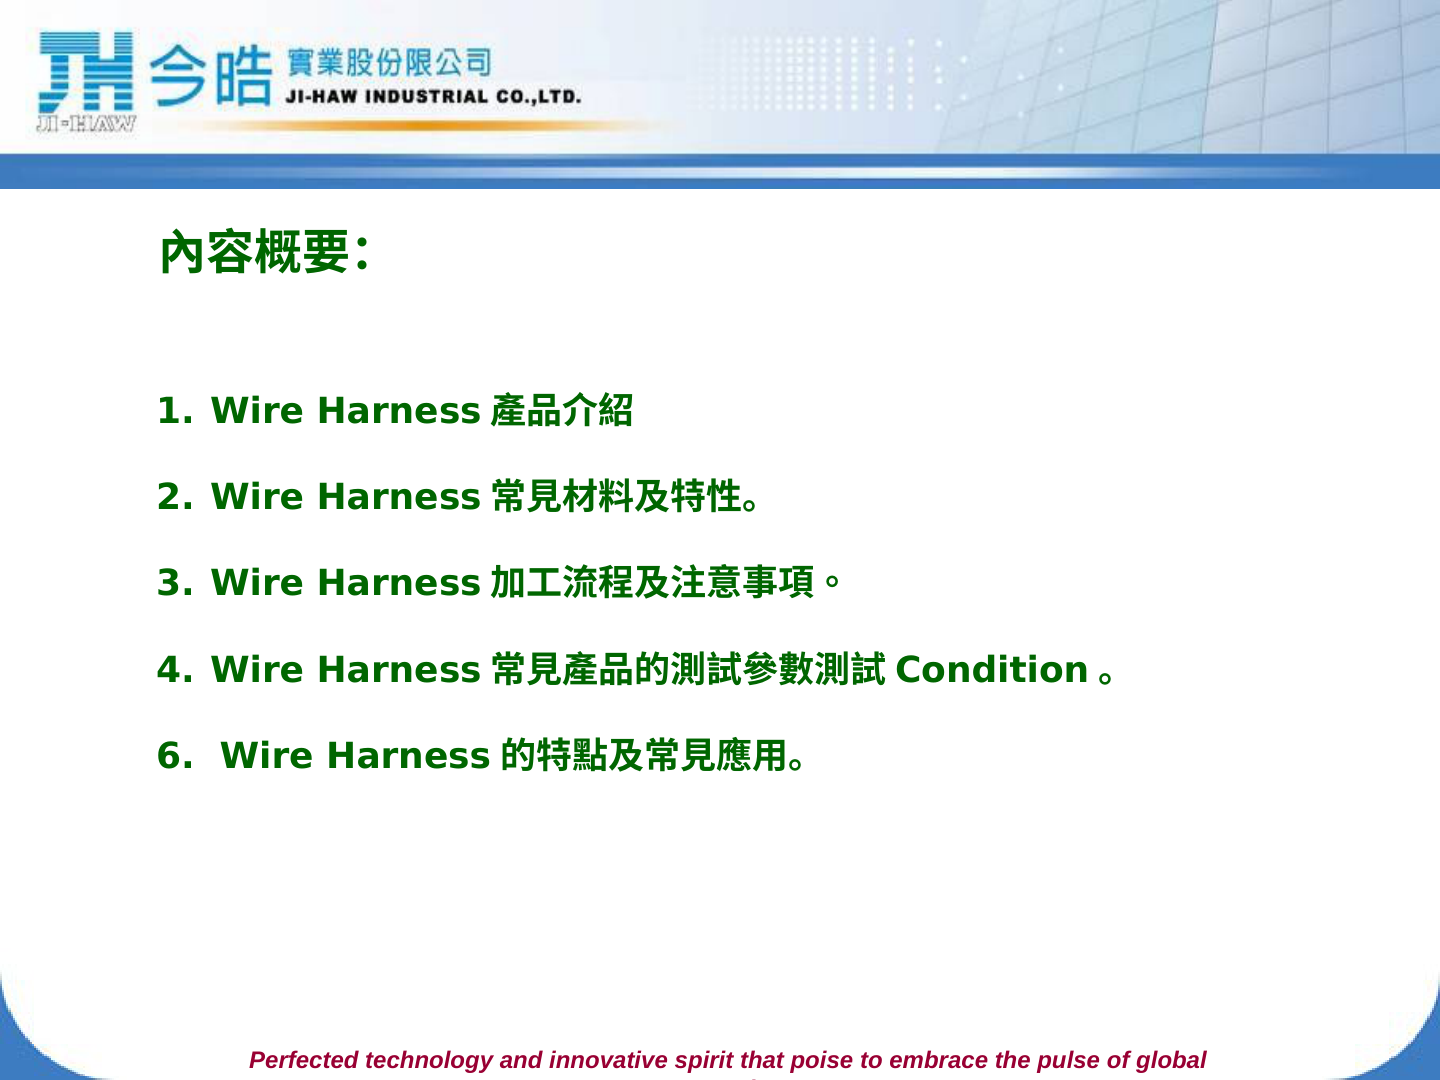 今皓 實業股份限公司
JI-HAW INDUSTRIAL CO.,LTD.
JI-HAW
內容概要：
1. Wire Harness 產品介紹
2. Wire Harness 常見材料及特性。
3. Wire Harness 加工流程及注意事項。
4. Wire Harness 常見產品的測試參數測試 Condition 。
6. Wire Harness 的特點及常見應用。
Perfected technology and innovative spirit that poise to embrace the pulse of global